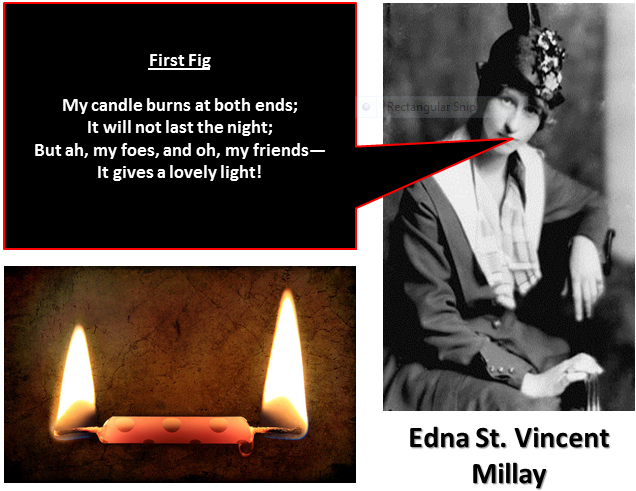 First Fig
My candle burns at both ends;
It will not last the night;
But ah, my foes, and oh, my friends—
It gives a lovely light!
Rectangular Snip
Edna St. Vincent
Millay